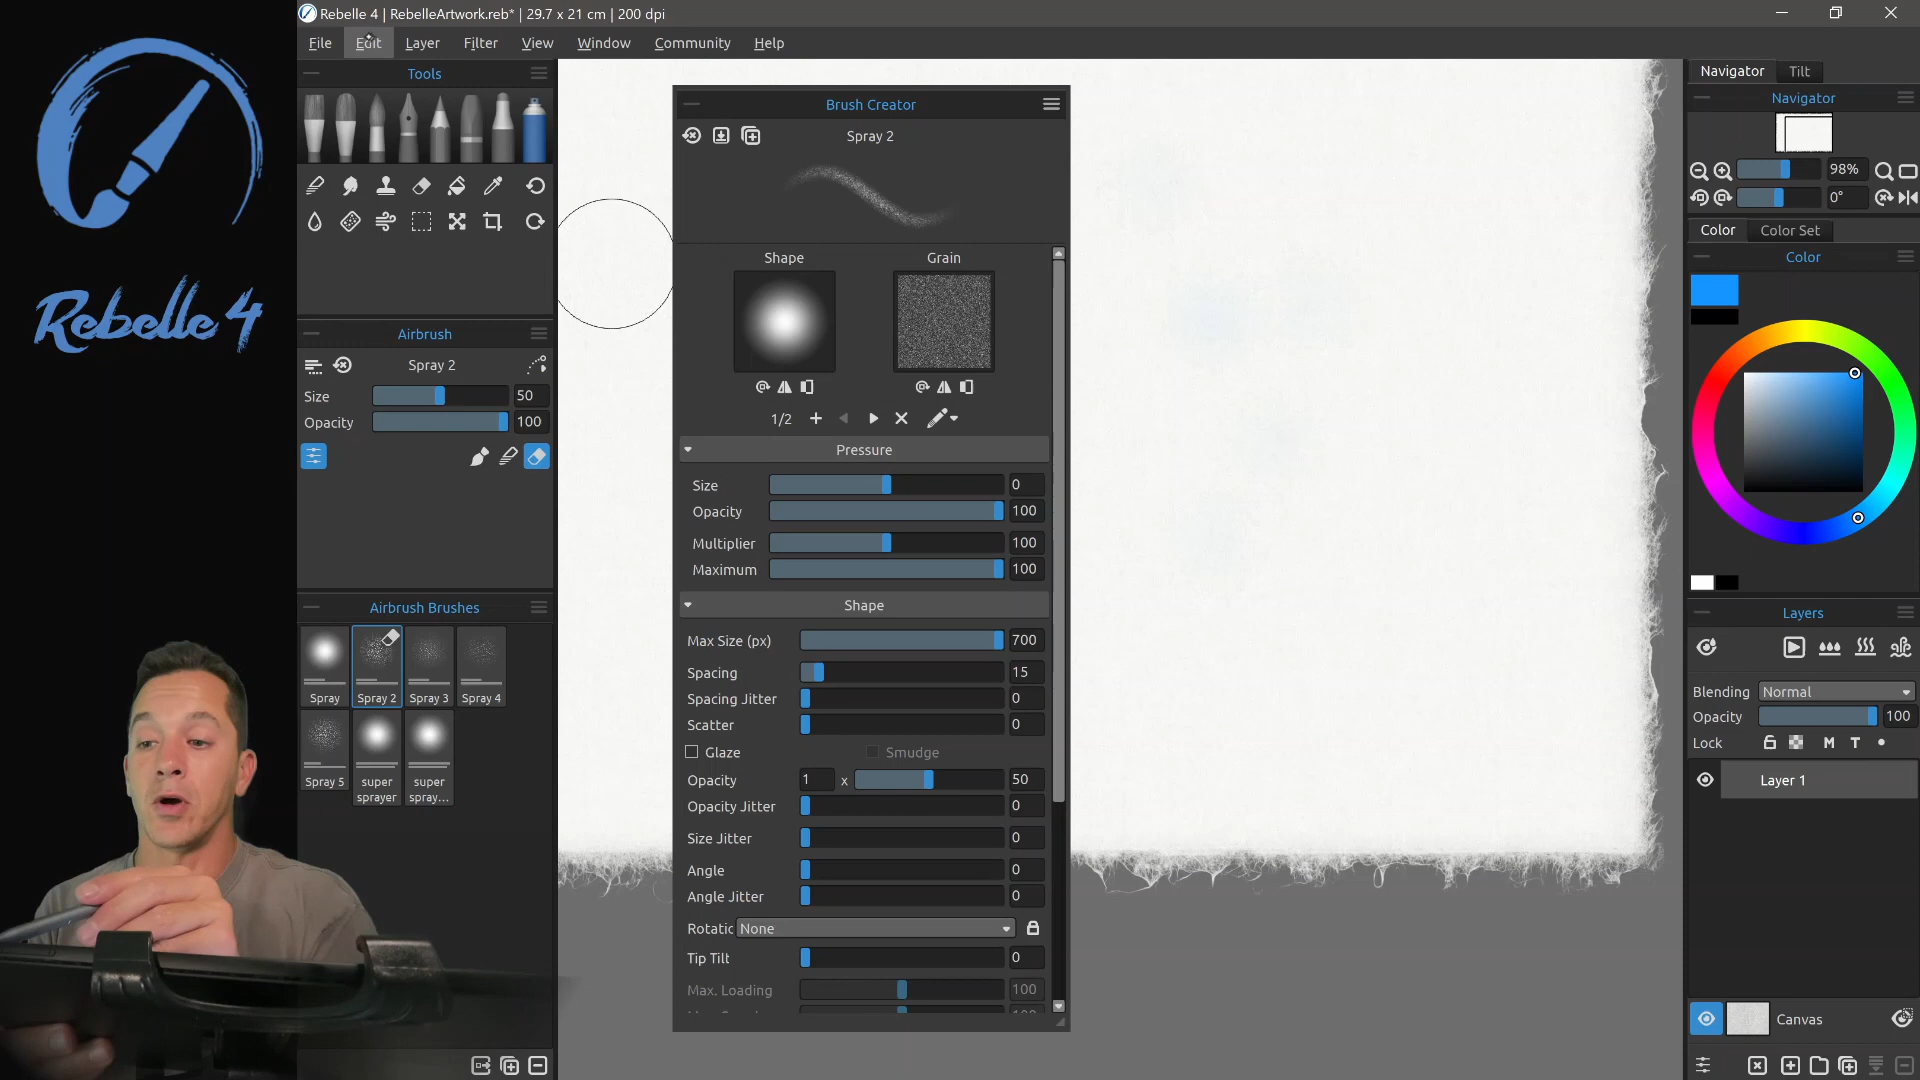 Rebelle 4 | RebelleArtwork.reb* | 29.7 x 21 cm | 200 dpi
File Edit Layer Filter View Window Community Help
Rebelle 4
Tools
Airbrush
Spray 2
Size 50
Opacity 100
Airbrush Brushes
Spray Spray 2 Spray 3 Spray 4
Spray 5 super sprayer super spray...
Brush Creator
Spray 2
Shape Grain
1/2
Pressure
Size 0
Opacity 100
Multiplier 100
Maximum 100
Shape
Max Size (px) 700
Spacing 15
Spacing Jitter 0
Scatter 0
Glaze Smudge
Opacity 1 x 50
Opacity Jitter 0
Size Jitter 0
Angle 0
Angle Jitter 0
Rotatic None
Tip Tilt 0
Max. Loading 100
Navigator Tilt
Navigator
98%
0°
Color Color Set
Color
Layers
Blending Normal
Opacity 100
Lock M T
Layer 1
Canvas